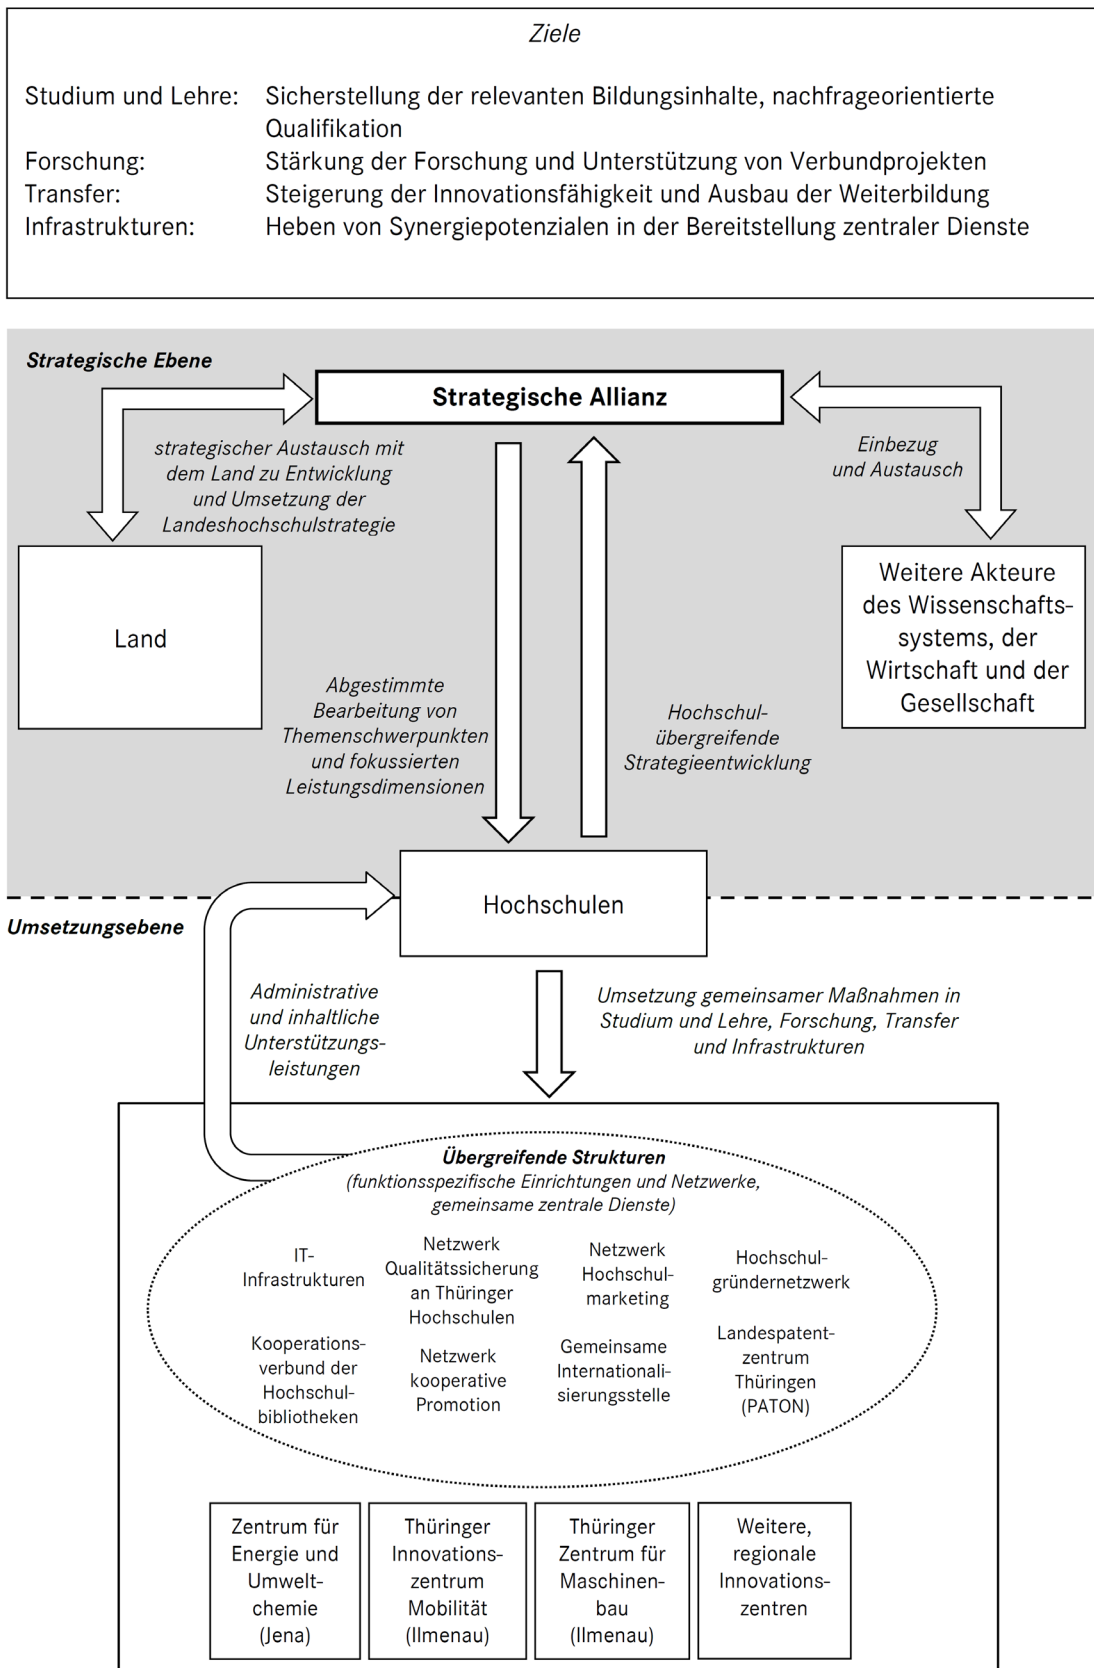 Ziele
Studium und Lehre: Sicherstellung der relevanten Bildungsinhalte, nachfrageorientierte
Qualifikation
Forschung: Stärkung der Forschung und Unterstützung von Verbundprojekten
Transfer: Steigerung der Innovationsfähigkeit und Ausbau der Weiterbildung
Infrastrukturen: Heben von Synergiepotenzialen in der Bereitstellung zentraler Dienste
Strategische Ebene
Strategische Allianz
strategischer Austausch mit
dem Land zu Entwicklung
und Umsetzung der
Landeshochschulstrategie
Einbezug
und Austausch
Land
Weitere Akteure
des Wissenschafts-
systems, der
Wirtschaft und der
Gesellschaft
Abgestimmte
Bearbeitung von
Themenschwerpunkten
und fokussierten
Leistungsdimensionen
Hochschul-
übergreifende
Strategieentwicklung
Hochschulen
Umsetzungsebene
Administrative
und inhaltliche
Unterstützungs-
leistungen
Umsetzung gemeinsamer Maßnahmen in
Studium und Lehre, Forschung, Transfer
und Infrastrukturen
Übergreifende Strukturen
(funktionsspezifische Einrichtungen und Netzwerke,
gemeinsame zentrale Dienste)
IT-
Infrastrukturen
Netzwerk
Qualitätssicherung
an Thüringer
Hochschulen
Netzwerk
Hochschul-
marketing
Hochschul-
gründernetzwerk
Kooperations-
verbund der
Hochschul-
bibliotheken
Netzwerk
kooperative
Promotion
Gemeinsame
Internationali-
sierungsstelle
Landespatent-
zentrum
Thüringen
(PATON)
Zentrum für
Energie und
Umwelt-
chemie
(Jena)
Thüringer
Innovations-
zentrum
Mobilität
(Ilmenau)
Thüringer
Zentrum für
Maschinen-
bau
(Ilmenau)
Weitere,
regionale
Innovations-
zentren